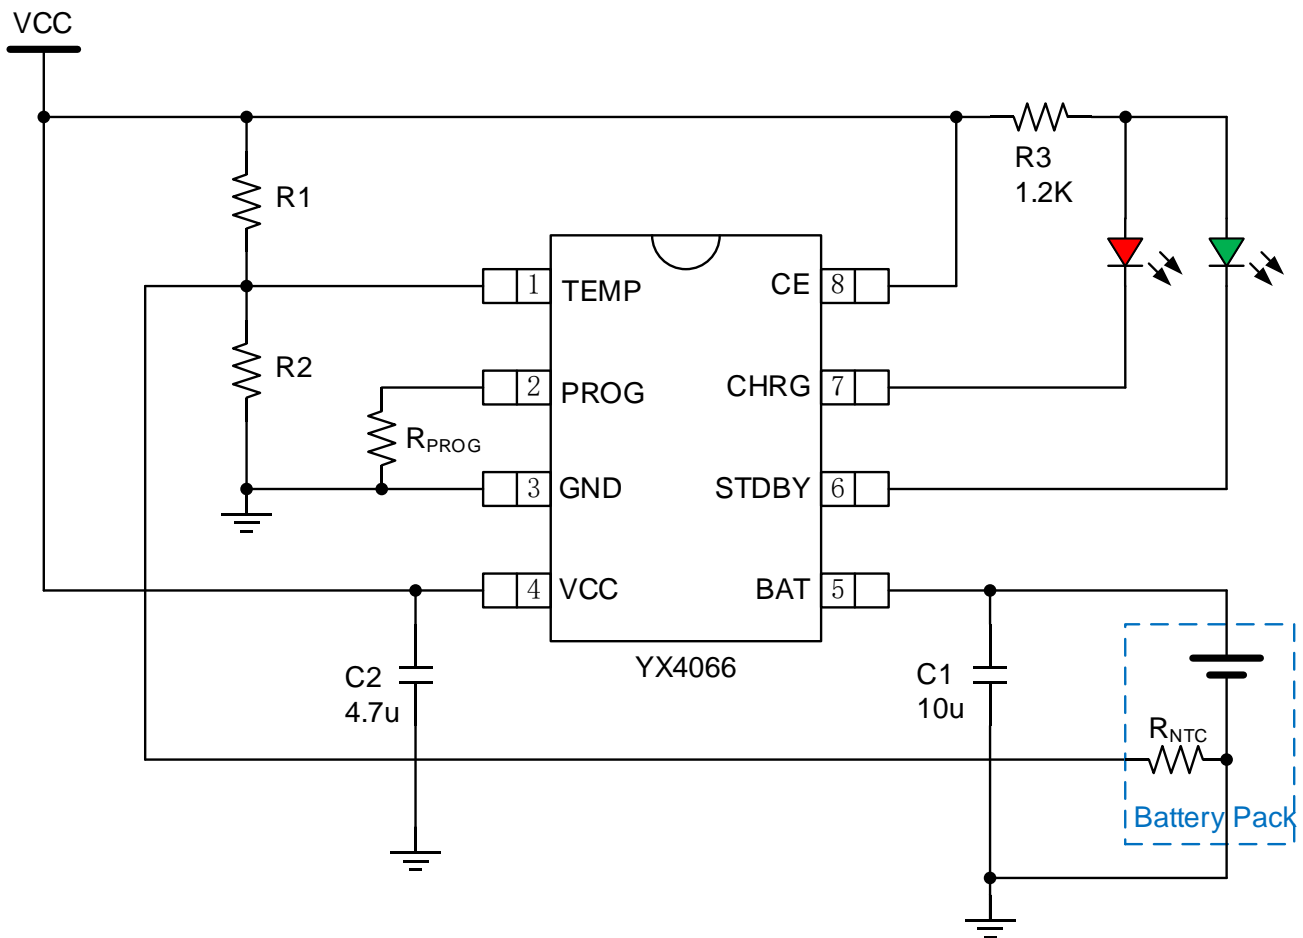 VCC
R1
R3
1.2K
1 TEMP
CE 8
R2
2 PROG
CHRG 7
RPROG
3 GND
STDBY 6
4 VCC
BAT 5
YX4066
C2
4.7u
C1
10u
RNTC
Battery Pack